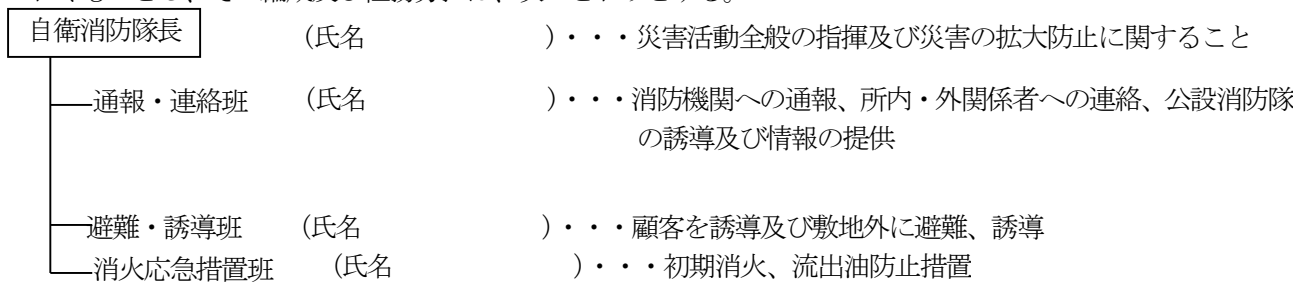 自衛消防隊長 (氏名 )・・・災害活動全般の指揮及び災害の拡大防止に関すること
通報・連絡班 (氏名 )・・・消防機関への通報、所内・外関係者への連絡、公設消防隊
の誘導及び情報の提供
避難・誘導班 (氏名 )・・・顧客を誘導及び敷地外に避難、誘導
消火応急措置班 (氏名 )・・・初期消火、流出油防止措置